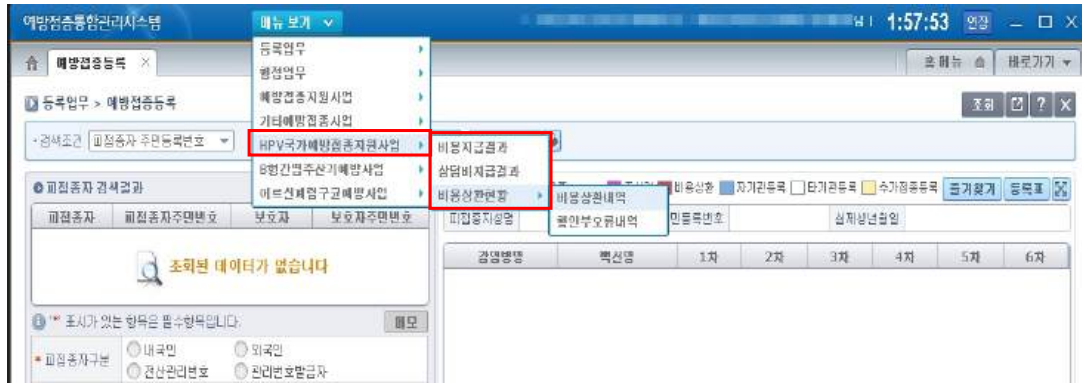 예방접종통합관리시스템
메뉴 보기
1:57:53 연장
예방접종등록
홈메뉴
바로가기
등록업무
행정업무
예방접종지원사업
기타예방접종사업
HPV국가예방접종지원사업
B형간염주산기예방사업
어르신폐렴구균예방사업
비용지급결과
상담비지급결과
비용상환현황
비용상환내역
행안부오류내역
등록업무 > 예방접종등록
조회
?
X
검색조건
피접종자 주민등록번호
피접종자 검색결과
비용상환
자기관등록
타기관등록
추가접종등록
즐겨찾기
등록표
피접종자
피접종자주민번호
보호자
보호자주민번호
피접종자성명
민등록번호
실제생년월일
조회된 데이터가 없습니다
감염병명
백신명
1차
2차
3차
4차
5차
6차
"*" 표시가 있는 항목은 필수항목입니다.
메모
피접종자구분
내국인
외국인
전산관리번호
관리번호발급자